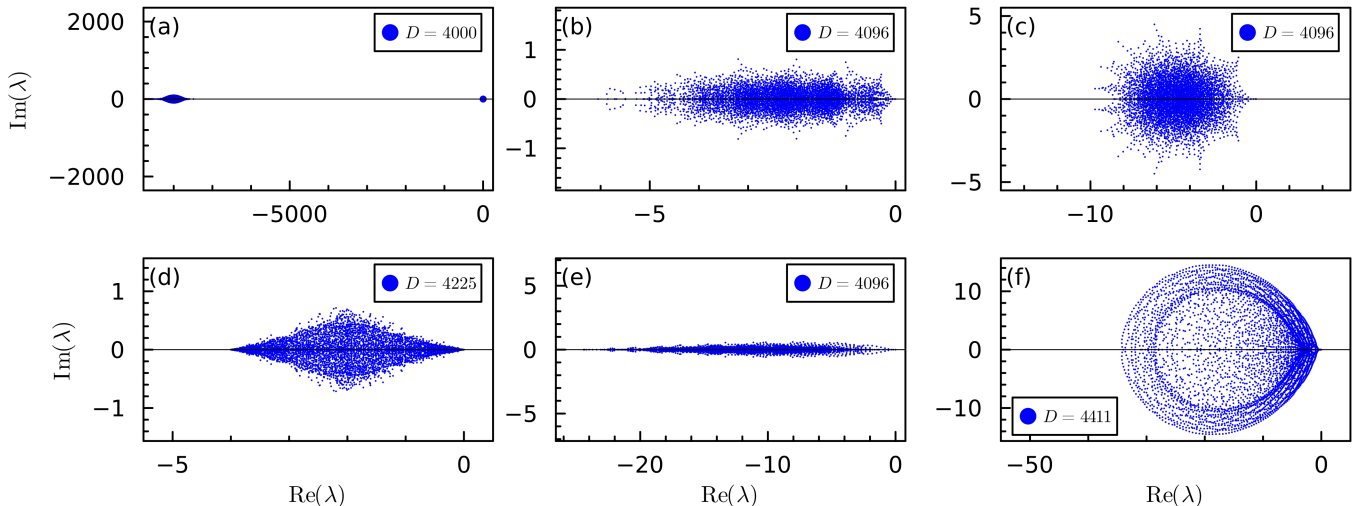 (a)
D = 4000
2000
0
−2000
Im(λ)
−5000
0
(b)
D = 4096
1
0
−1
−5
0
(c)
D = 4096
5
0
−5
−10
0
(d)
D = 4225
1
0
−1
Im(λ)
−5
0
Re(λ)
(e)
D = 4096
5
0
−5
−20
−10
0
Re(λ)
(f)
D = 4411
10
0
−10
−50
0
Re(λ)